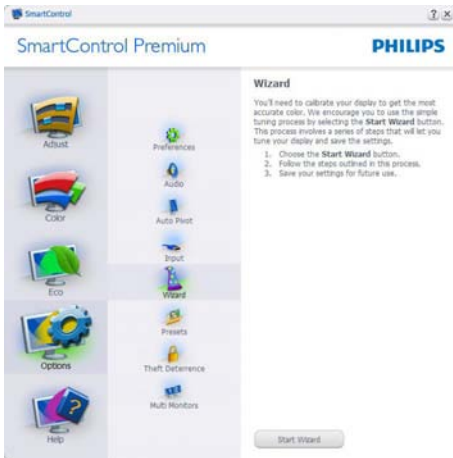 SmartControl
SmartControl Premium
PHILIPS
Adjust
Color
Eco
Options
Help
Preferences
Audio
Auto Pivot
Input
Wizard
Presets
Theft Deterrence
Multi Monitors
Wizard
You'll need to calibrate your display to get the most
accurate color. We encourage you to use the simple
tuning process by selecting the Start Wizard button.
This process involves a series of steps that will let you
tune your display and save the settings.
1. Choose the Start Wizard button.
2. Follow the steps outlined in this process.
3. Save your settings for future use.
Start Wizard